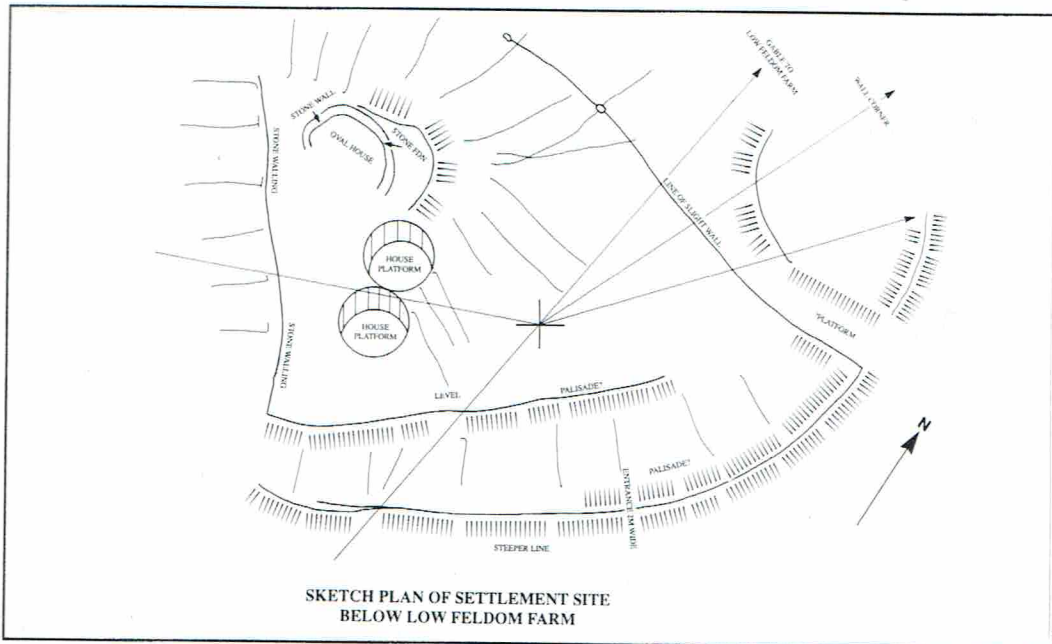 GABLE TO
LOW FELDOM FARM
WALL CORNER
STONE WALL
STONE FDN
OVAL HOUSE
STONE WALLING
LINE OF SLIGHT WALL
HOUSE
PLATFORM
HOUSE
PLATFORM
?PLATFORM
STONE WALLING
LEVEL
PALISADE?
N
PALISADE?
ENTRANCE 1M WIDE
STEEPER LINE
SKETCH PLAN OF SETTLEMENT SITE
BELOW LOW FELDOM FARM